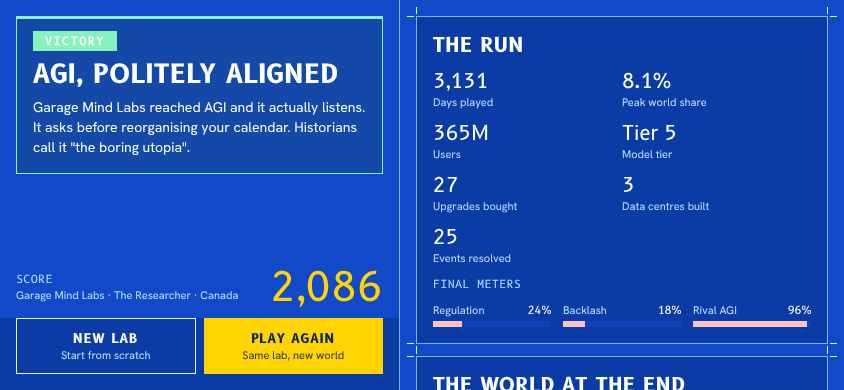 VICTORY
AGI, POLITELY ALIGNED
Garage Mind Labs reached AGI and it actually listens.
It asks before reorganising your calendar. Historians
call it "the boring utopia".
SCORE
Garage Mind Labs · The Researcher · Canada
2,086
NEW LAB
Start from scratch
PLAY AGAIN
Same lab, new world
THE RUN
3,131
Days played
8.1%
Peak world share
365M
Users
Tier 5
Model tier
27
Upgrades bought
3
Data centres built
25
Events resolved
FINAL METERS
Regulation 24%
Backlash 18%
Rival AGI 96%
THE WORLD AT THE END